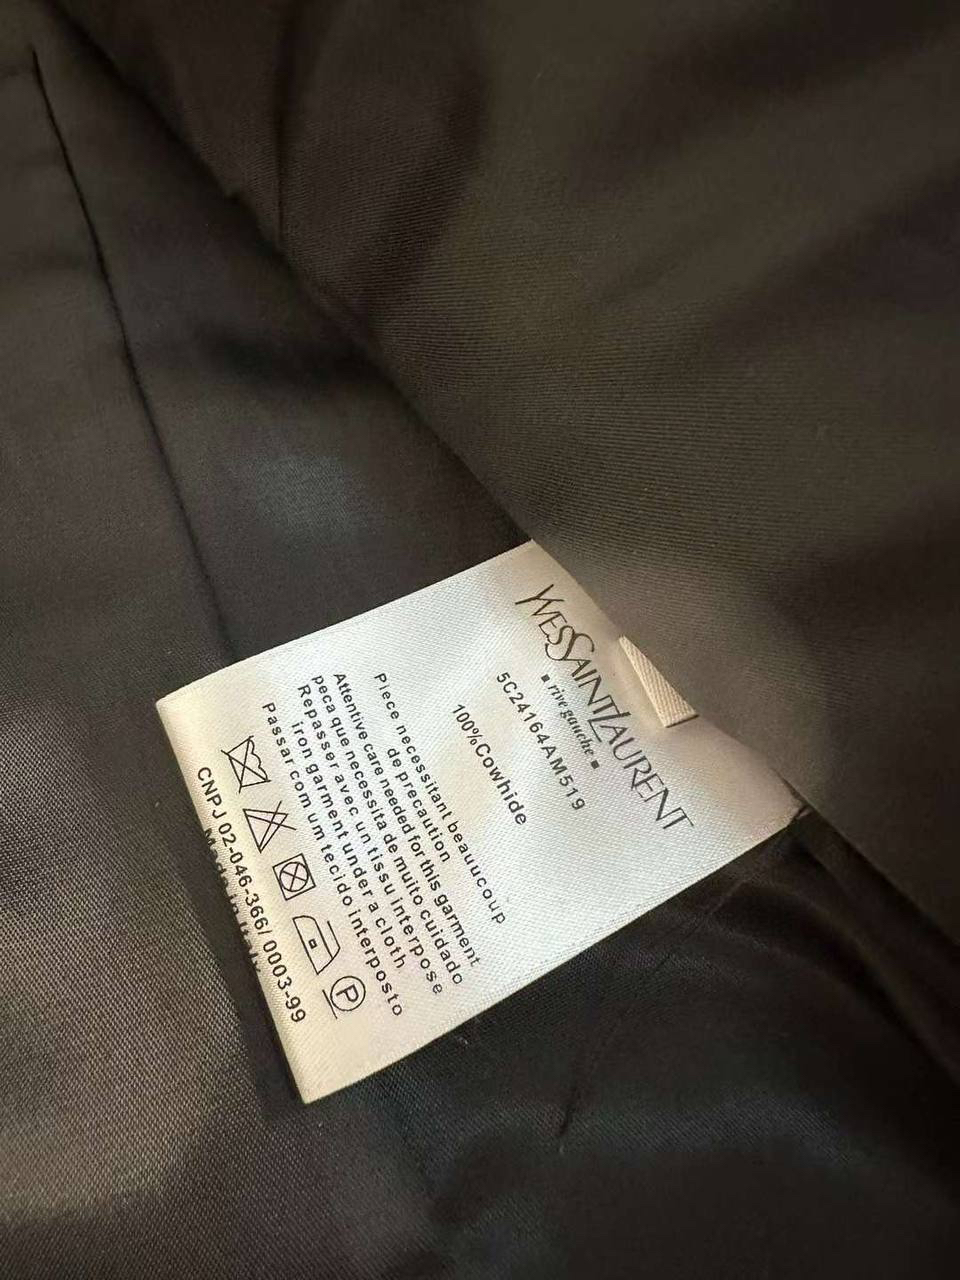 YVESSAINTLAURENT
rive gauche
5C24164AM519
100%Cowhide
Piece necessitant beauucoup
de precaution
Attentive care needed for this garment
peca que necessita de muito cuidado
Repasser avec un tissu interpose
iron garment under a cloth
Passar com um tecido interposto
P
CNPJ 02-046-366/ 0003-99